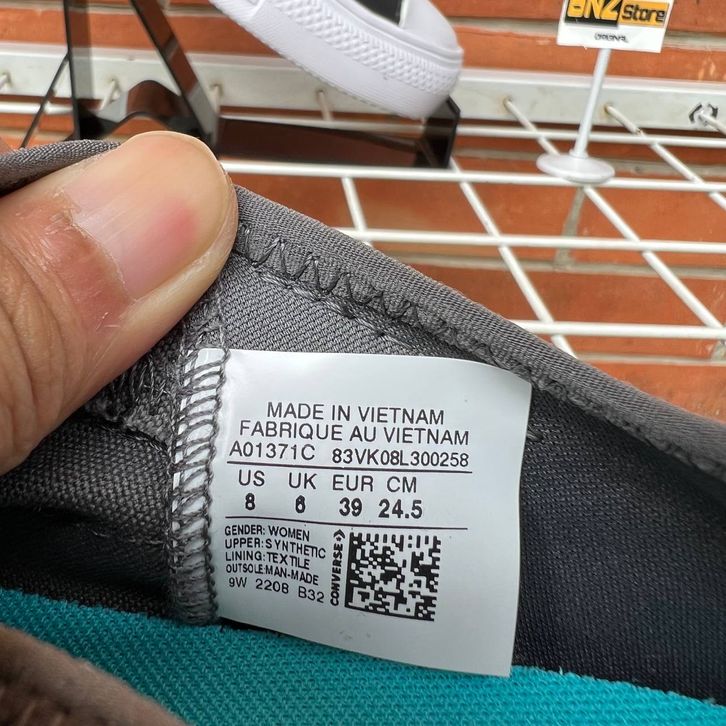 BNZ Store
ORIGINAL
MADE IN VIETNAM
FABRIQUE AU VIETNAM
A01371C 83VK08L300258
US UK EUR CM
8 6 39 24.5
GENDER: WOMEN
UPPER: SYNTHETIC
LINING: TEXTILE
OUTSOLE: MAN-MADE
9W 2208 B32
CONVERSE